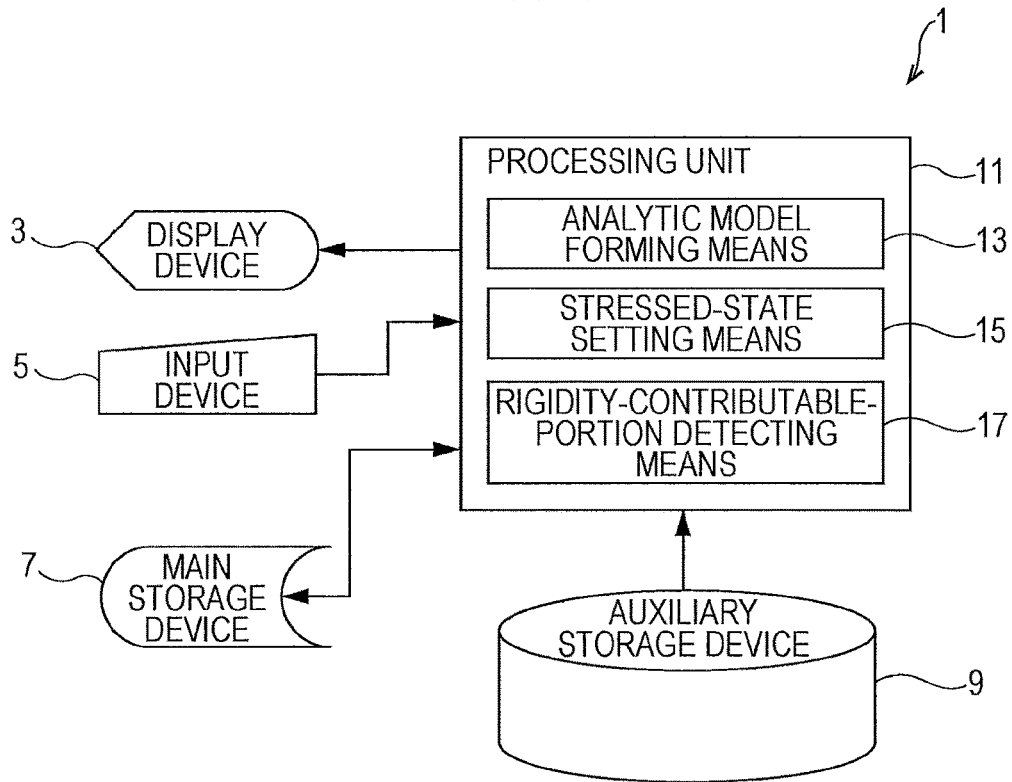 1
PROCESSING UNIT
11
ANALYTIC MODEL
FORMING MEANS
13
3
DISPLAY
DEVICE
STRESSED-STATE
SETTING MEANS
15
5
INPUT
DEVICE
RIGIDITY-CONTRIBUTABLE-
PORTION DETECTING
MEANS
17
7
MAIN
STORAGE
DEVICE
AUXILIARY
STORAGE DEVICE
9